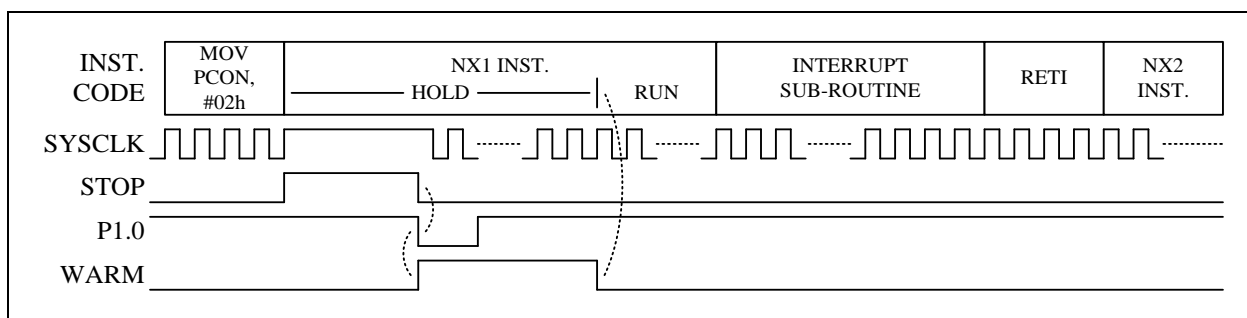 INST.
CODE
MOV
PCON,
#02h
NX1 INST.
HOLD
RUN
INTERRUPT
SUB-ROUTINE
RETI
NX2
INST.
SYSCLK
STOP
P1.0
WARM